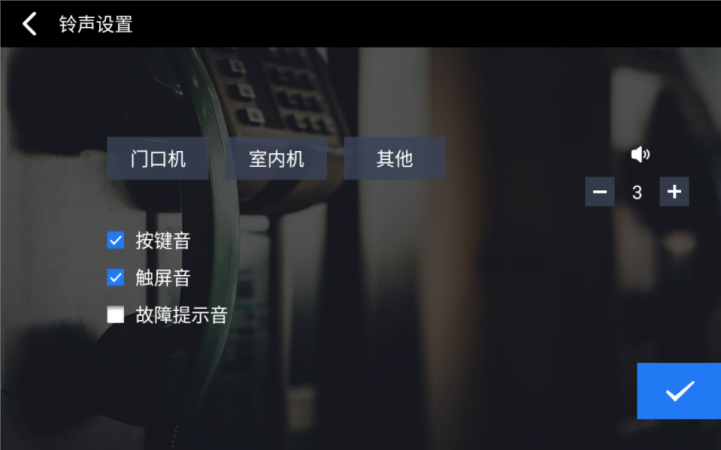 铃声设置
门口机 室内机 其他
3
按键音
触屏音
故障提示音